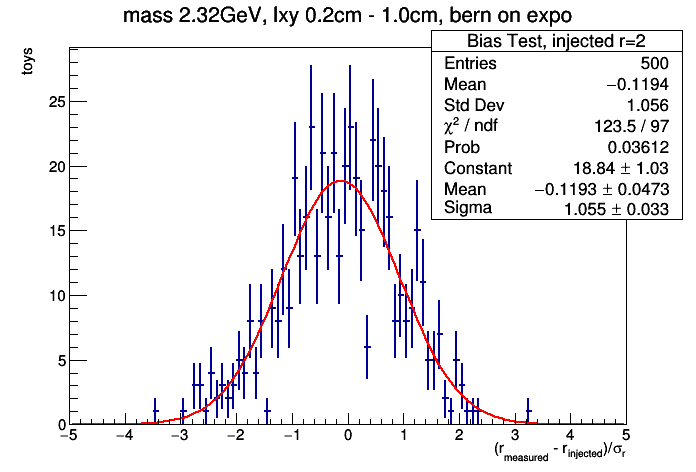 mass 2.32GeV, lxy 0.2cm - 1.0cm, bern on expo
toys
Bias Test, injected r=2
Entries 500
Mean −0.1194
Std Dev 1.056
χ² / ndf 123.5 / 97
Prob 0.03612
Constant 18.84 ± 1.03
Mean −0.1193 ± 0.0473
Sigma 1.055 ± 0.033
25
20
15
10
5
0
−5 −4 −3 −2 −1 0 1 2 3 4 5
(r_measured - r_injected)/σ_r